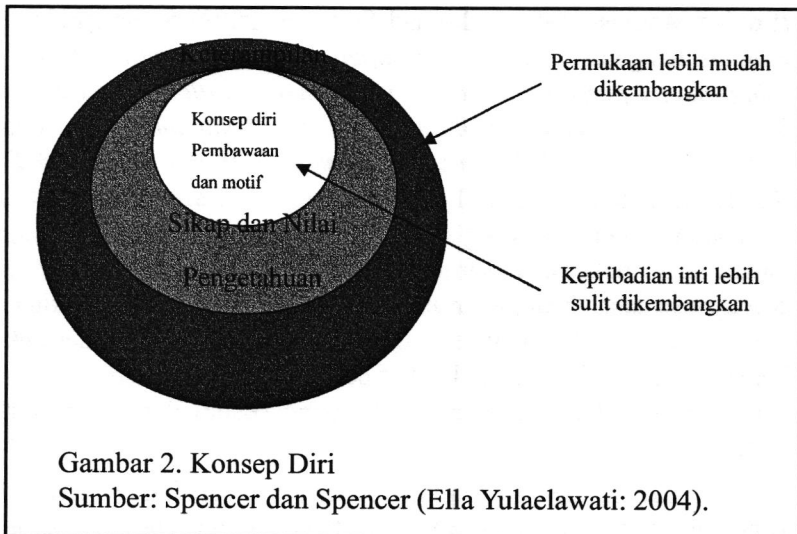 Keterampilan
Permukaan lebih mudah
dikembangkan
Konsep diri
Pembawaan
dan motif
Sikap dan Nilai
Pengetahuan
Kepribadian inti lebih
sulit dikembangkan
Gambar 2. Konsep Diri
Sumber: Spencer dan Spencer (Ella Yulaelawati: 2004).